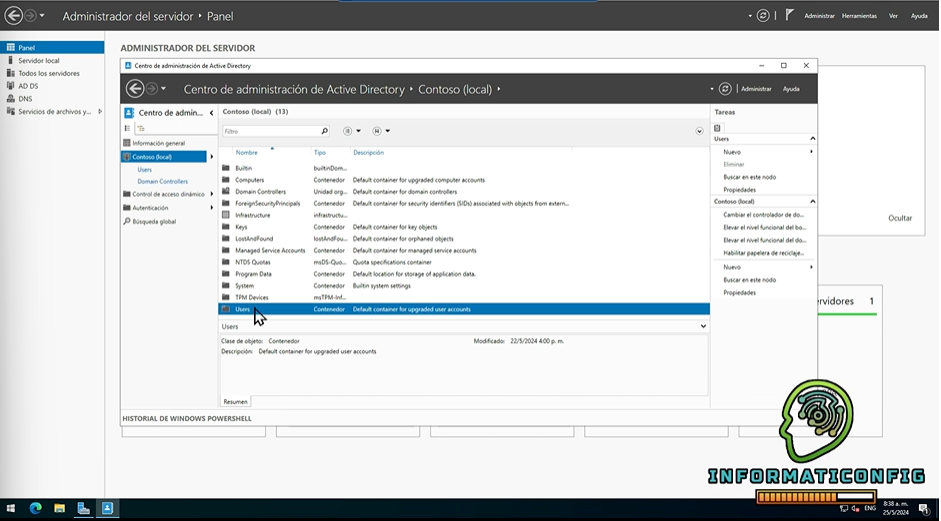 Administrador del servidor • Panel
Administrar Herramientas Ver Ayuda
Panel
Servidor local
Todos los servidores
AD DS
DNS
Servicios de archivos y...
ADMINISTRADOR DEL SERVIDOR
Centro de administración de Active Directory
Centro de administración de Active Directory • Contoso (local) •
Administrar Ayuda
Centro de admin...
Información general
Contoso (local)
Users
Domain Controllers
Control de acceso dinámico
Autenticación
Búsqueda global
Contoso (local) (13)
Filtro
Nombre Tipo Descripción
Builtin builtinDom...
Computers Contenedor Default container for upgraded computer accounts
Domain Controllers Unidad org... Default container for domain controllers
ForeignSecurityPrincipals Contenedor Default container for security identifiers (SIDs) associated with objects from extern...
Infrastructure infrastructu...
Keys Contenedor Default container for key objects
LostAndFound lostAndFou... Default container for orphaned objects
Managed Service Accounts Contenedor Default container for managed service accounts
NTDS Quotas msDS-Quo... Quota specifications container
Program Data Contenedor Default location for storage of application data.
System Contenedor Builtin system settings
TPM Devices msTPM-Inf...
Users Contenedor Default container for upgraded user accounts
Users
Clase de objeto: Contenedor Modificado: 22/5/2024 4:00 p. m.
Descripción: Default container for upgraded user accounts
Resumen
Tareas
Users
Nuevo
Eliminar
Buscar en este nodo
Propiedades
Contoso (local)
Cambiar el controlador de do...
Elevar el nivel funcional del bo...
Elevar el nivel funcional del do...
Habilitar papelera de reciclaje...
Nuevo
Buscar en este nodo
Propiedades
Ocultar
ervidores 1
HISTORIAL DE WINDOWS POWERSHELL
INFORMATICONFIG
ENG
8:38 a. m.
25/5/2024